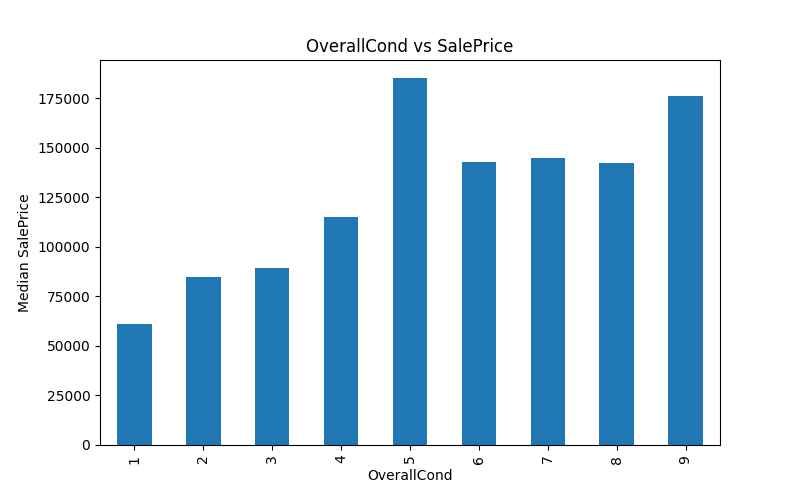 OverallCond vs SalePrice
Median SalePrice
175000
150000
125000
100000
75000
50000
25000
0
1 2 3 4 5 6 7 8 9
OverallCond